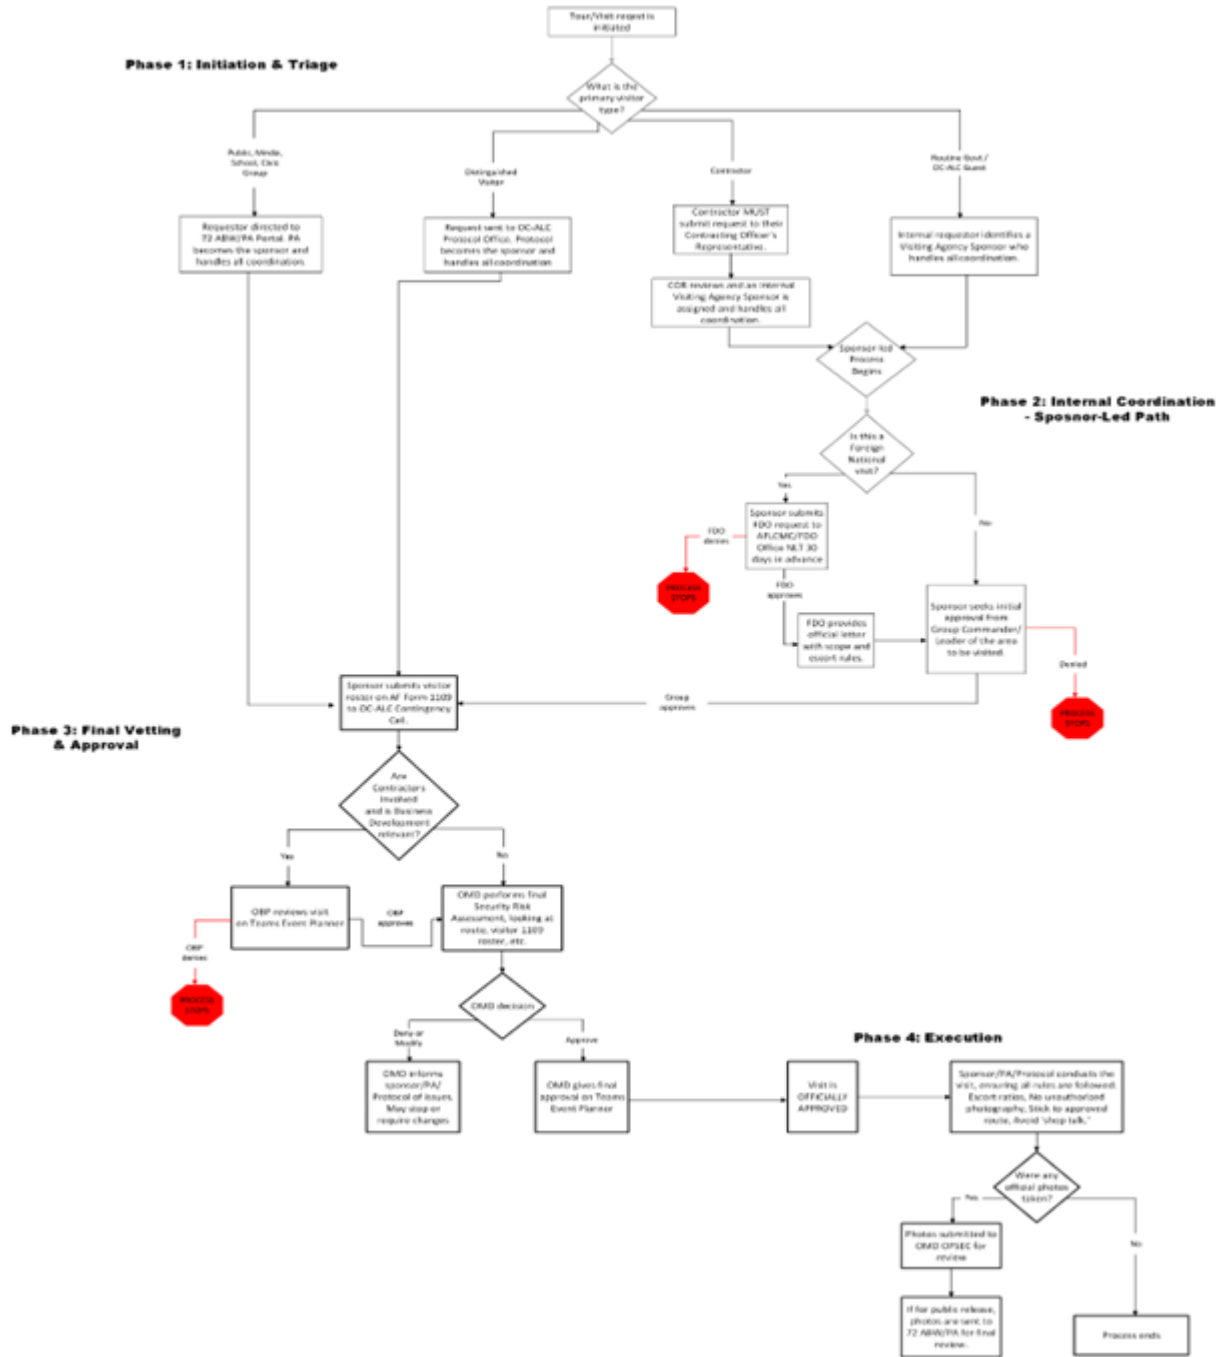 Tour/Visit request is
initiated
Phase 1: Initiation & Triage
What is the
primary visitor
type?
Public, Media,
School, Civic
Group
Distinguished
Visitor
Contractor
Routine Govt/
OC-ALC Guest
Requestor directed to
72 ABW/PA Portal. PA
becomes the sponsor and
handles all coordination.
Request sent to OC-ALC
Protocol Office. Protocol
becomes the sponsor and
handles all coordination
Contractor MUST
submit request to their
Contracting Officer's
Representative.
Internal requestor identifies a
Visiting Agency Sponsor who
handles all coordination.
COR reviews and an Internal
Visiting Agency Sponsor is
assigned and handles all
coordination.
Sponsor-led
Process
Begins
Phase 2: Internal Coordination
- Sposnor-Led Path
Is this a
Foreign
National
visit?
Yes
No
Sponsor submits
FDO request to
AFLCMC/FDO
Office NLT 30
days in advance
FDO
denies
PROCESS
STOPS
FDO
approves
FDO provides
official letter
with scope and
escort rules.
Sponsor seeks initial
approval from
Group Commander/
Leader of the area
to be visited.
Denied
PROCESS
STOPS
Group
approves
Sponsor submits visitor
roster on AF Form 1109
to OC-ALC Contingency
Cell.
Phase 3: Final Vetting
& Approval
Are
Contractors
involved
and is Business
Development
relevant?
Yes
No
OBP reviews visit
on Teams Event Planner
OBP
approves
OBP
denies
PROCESS
STOPS
OMD performs final
Security Risk
Assessment, looking at
route, visitor 1109
roster, etc.
OMD decision
Deny or
Modify
Approve
OMD informs
sponsor/PA/
Protocol of issues.
May stop or
require changes
OMD gives final
approval on Teams
Event Planner
Phase 4: Execution
Visit is
OFFICIALLY
APPROVED
Sponsor/PA/Protocol conducts the
visit, ensuring all rules are followed:
Escort ratios, No unauthorized
photography, Stick to approved
route, Avoid 'shop talk.'
Were any
official photos
taken?
Yes
No
Photos submitted to
OMD OPSEC for
review
If for public release,
photos are sent to
72 ABW/PA for final
review.
Process ends